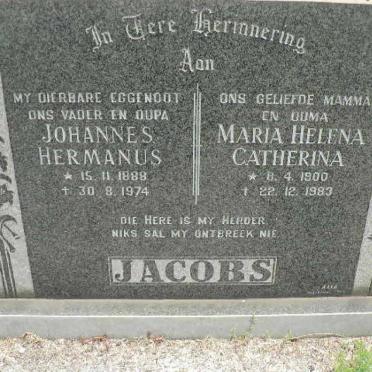 In Tere Herinnering
Aan
MY DIERBARE EGGENOOT
ONS VADER EN OUPA
JOHANNES
HERMANUS
★ 15.11.1888
✝ 30.8.1974
ONS GELIEFDE MAMMA
EN OUMA
MARIA HELENA
CATHERINA
★ 8.4.1900
✝ 22.12.1983
DIE HERE IS MY HERDER
NIKS SAL MY ONTBREEK NIE
JACOBS